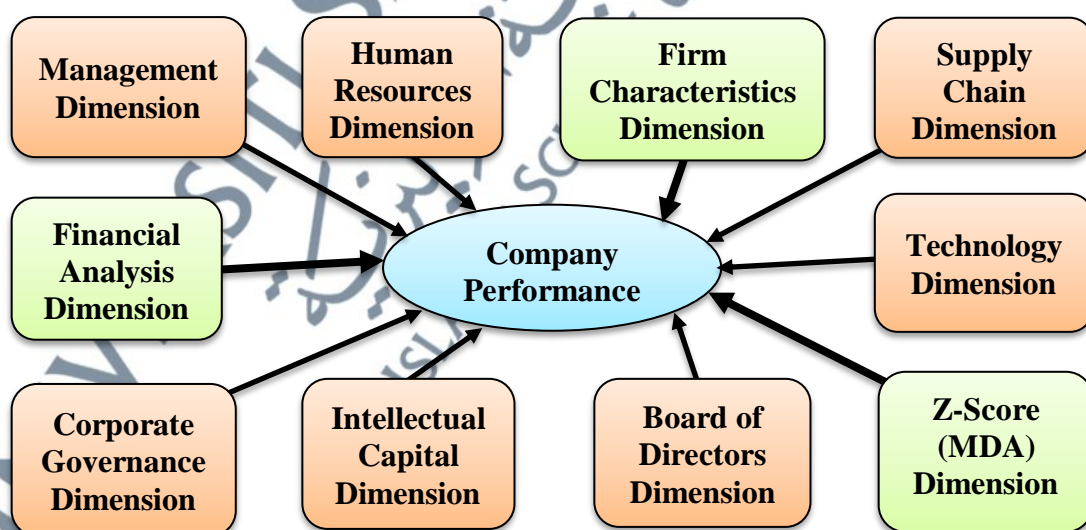 Management
Dimension
Human
Resources
Dimension
Firm
Characteristics
Dimension
Supply
Chain
Dimension
Financial
Analysis
Dimension
Company
Performance
Technology
Dimension
Corporate
Governance
Dimension
Intellectual
Capital
Dimension
Board of
Directors
Dimension
Z-Score
(MDA)
Dimension